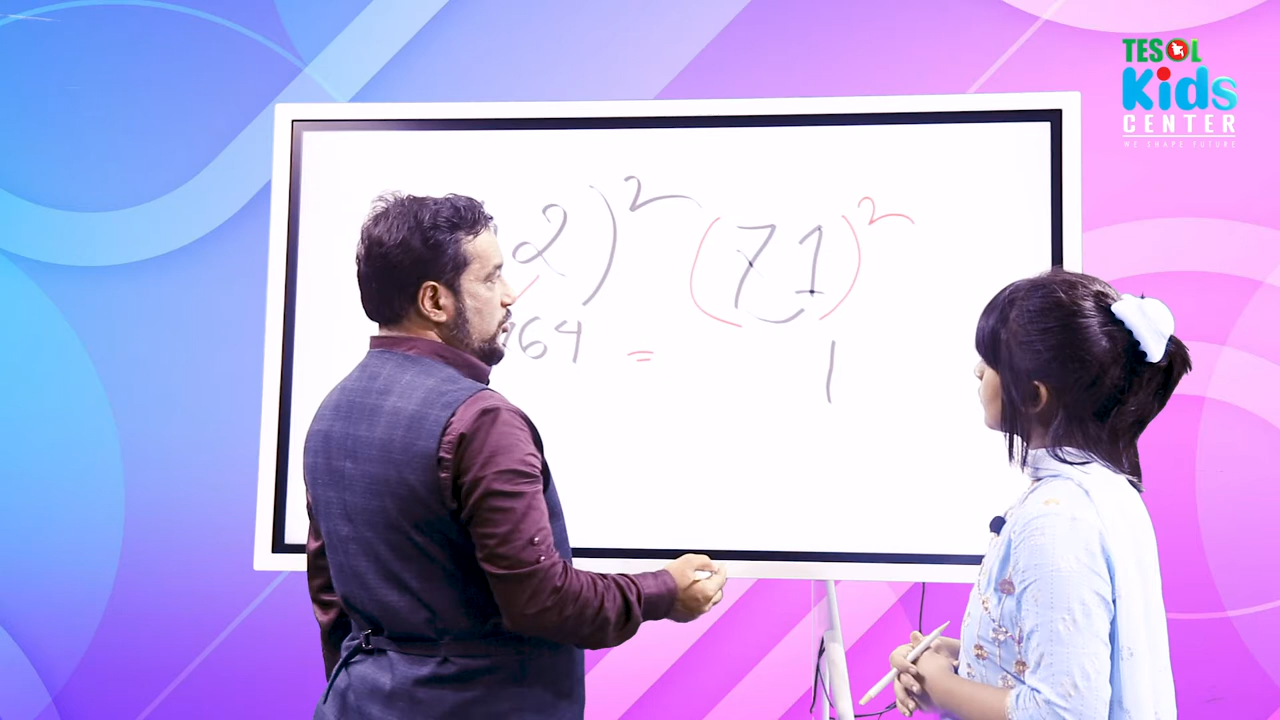 TESOL
Kids
CENTER
WE SHAPE FUTURE
2)² (71)²
764 = 1